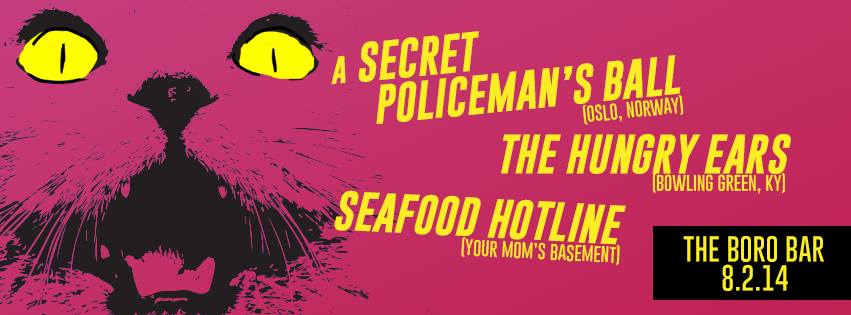 A SECRET
POLICEMAN'S BALL
(OSLO, NORWAY)
THE HUNGRY EARS
(BOWLING GREEN, KY)
SEAFOOD HOTLINE
(YOUR MOM'S BASEMENT)
THE BORO BAR
8.2.14